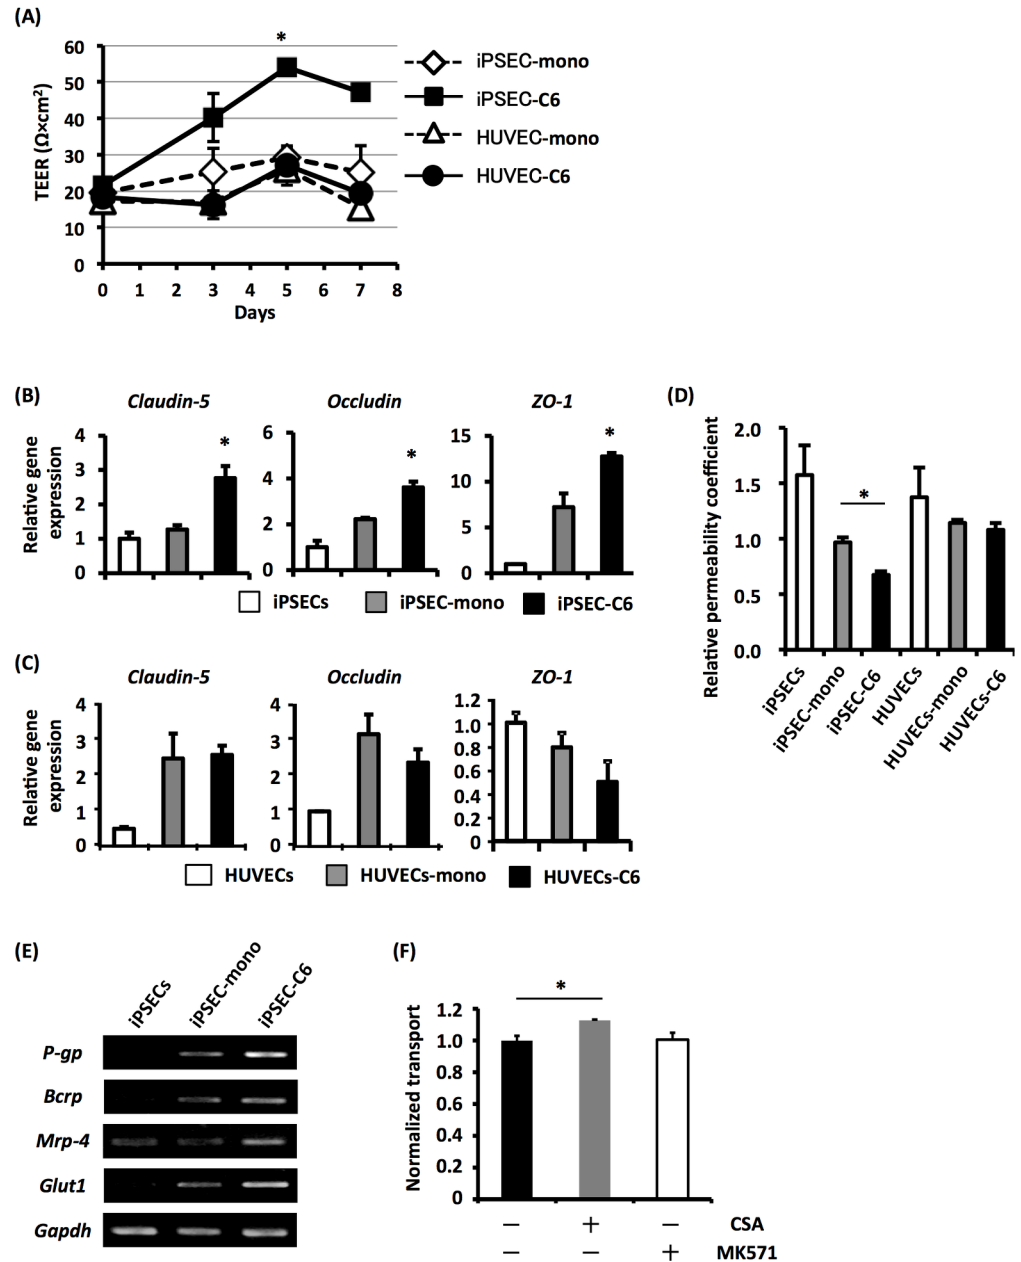 (A)
*
60
50
40
30
20
10
0
TEER (Ω×cm²)
0 1 2 3 5 6 7 8
Days
iPSEC-mono
iPSEC-C6
HUVEC-mono
HUVEC-C6
(B)
Claudin-5
Occludin
ZO-1
Relative gene
expression
4
3
2
1
0
*
6
4
2
0
*
15
10
5
0
*
iPSECs
iPSEC-mono
iPSEC-C6
(C)
Claudin-5
Occludin
ZO-1
Relative gene
expression
4
3
2
1
0
4
3
2
1
0
1.2
1.0
0.8
0.6
0.4
0.2
0
HUVECs
HUVECs-mono
HUVECs-C6
(D)
Relative permeability coefficient
2.0
1.5
1.0
0.5
0.0
*
iPSECs
iPSEC-mono
iPSEC-C6
HUVECs
HUVECs-mono
HUVECs-C6
(E)
iPSECs
iPSEC-mono
iPSEC-C6
P-gp
Bcrp
Mrp-4
Glut1
Gapdh
(F)
Normalized transport
1.2
1.0
0.8
0.6
0.4
0.2
0
*
− + − CSA
− − + MK571